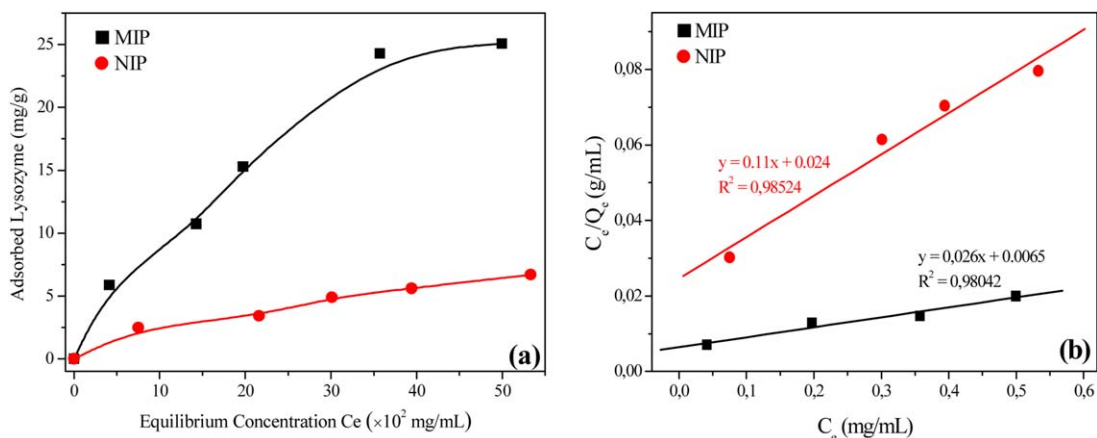 MIP
NIP
25
20
15
10
5
0
Adsorbed Lysozyme (mg/g)
0 10 20 30 40 50
Equilibrium Concentration Ce (×10² mg/mL)
(a)
MIP
NIP
0,08
0,06
0,04
0,02
0,00
C_e/Q_e (g/mL)
y = 0.11x + 0.024
R² = 0,98524
y = 0,026x + 0.0065
R² = 0,98042
0,0 0,1 0,2 0,3 0,4 0,5 0,6
C_e (mg/mL)
(b)